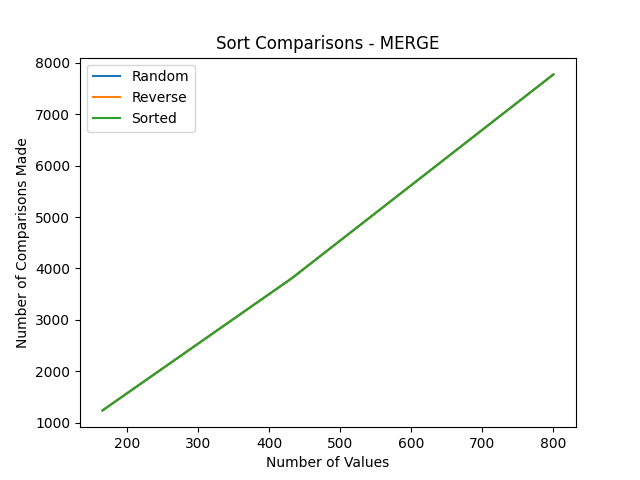 Sort Comparisons - MERGE
Random
Reverse
Sorted
Number of Comparisons Made
8000
7000
6000
5000
4000
3000
2000
1000
200 300 400 500 600 700 800
Number of Values